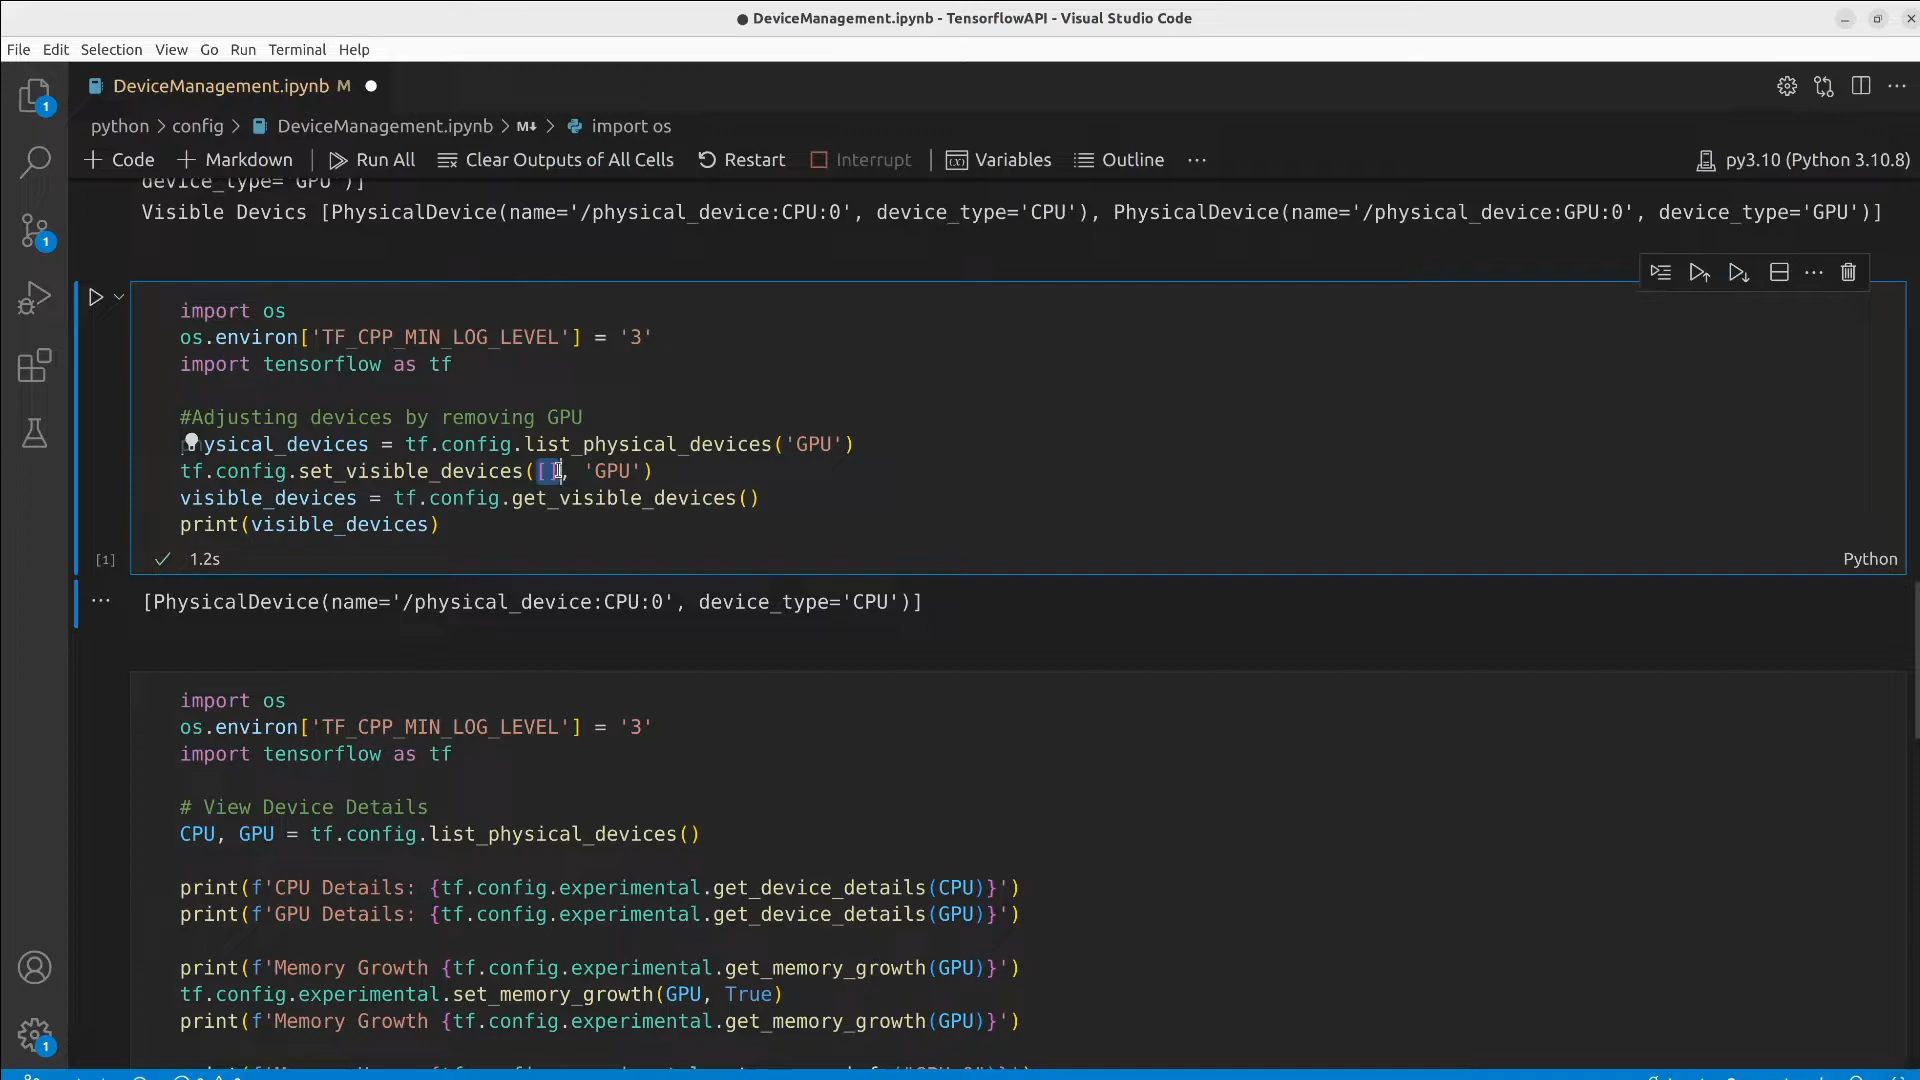 DeviceManagement.ipynb - TensorflowAPI - Visual Studio Code
File Edit Selection View Go Run Terminal Help
DeviceManagement.ipynb M
1
python > config > DeviceManagement.ipynb > M↓ > import os
+ Code + Markdown | Run All Clear Outputs of All Cells Restart Interrupt | Variables Outline ··· py3.10 (Python 3.10.8)
device_type='GPU')]
Visible Devics [PhysicalDevice(name='/physical_device:CPU:0', device_type='CPU'), PhysicalDevice(name='/physical_device:GPU:0', device_type='GPU')]
1
import os
os.environ['TF_CPP_MIN_LOG_LEVEL'] = '3'
import tensorflow as tf
#Adjusting devices by removing GPU
physical_devices = tf.config.list_physical_devices('GPU')
tf.config.set_visible_devices([], 'GPU')
visible_devices = tf.config.get_visible_devices()
print(visible_devices)
[1] 1.2s Python
[PhysicalDevice(name='/physical_device:CPU:0', device_type='CPU')]
import os
os.environ['TF_CPP_MIN_LOG_LEVEL'] = '3'
import tensorflow as tf
# View Device Details
CPU, GPU = tf.config.list_physical_devices()
print(f'CPU Details: {tf.config.experimental.get_device_details(CPU)}')
print(f'GPU Details: {tf.config.experimental.get_device_details(GPU)}')
print(f'Memory Growth {tf.config.experimental.get_memory_growth(GPU)}')
tf.config.experimental.set_memory_growth(GPU, True)
print(f'Memory Growth {tf.config.experimental.get_memory_growth(GPU)}')
1